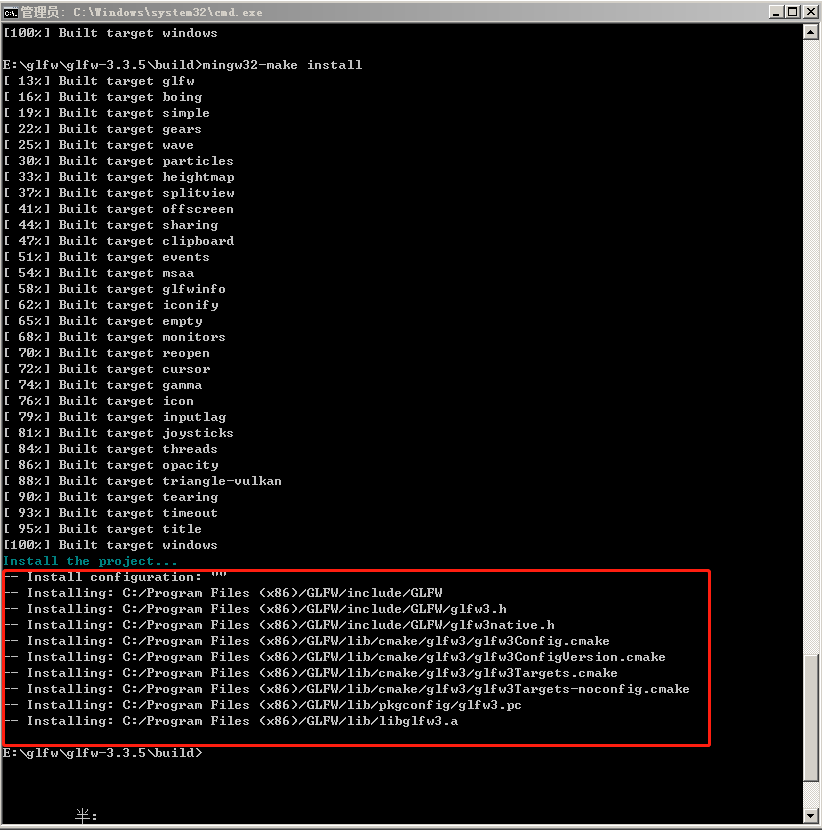 管理员: C:\Windows\system32\cmd.exe
[100%] Built target windows
E:\glfw\glfw-3.3.5\build>mingw32-make install
[ 13%] Built target glfw
[ 16%] Built target boing
[ 19%] Built target simple
[ 22%] Built target gears
[ 25%] Built target wave
[ 30%] Built target particles
[ 33%] Built target heightmap
[ 37%] Built target splitview
[ 41%] Built target offscreen
[ 44%] Built target sharing
[ 47%] Built target clipboard
[ 51%] Built target events
[ 54%] Built target msaa
[ 58%] Built target glfwinfo
[ 62%] Built target iconify
[ 65%] Built target empty
[ 68%] Built target monitors
[ 70%] Built target reopen
[ 72%] Built target cursor
[ 74%] Built target gamma
[ 76%] Built target icon
[ 79%] Built target inputlag
[ 81%] Built target joysticks
[ 84%] Built target threads
[ 86%] Built target opacity
[ 88%] Built target triangle-vulkan
[ 90%] Built target tearing
[ 93%] Built target timeout
[ 95%] Built target title
[100%] Built target windows
Install the project...
-- Install configuration: ""
-- Installing: C:/Program Files (x86)/GLFW/include/GLFW
-- Installing: C:/Program Files (x86)/GLFW/include/GLFW/glfw3.h
-- Installing: C:/Program Files (x86)/GLFW/include/GLFW/glfw3native.h
-- Installing: C:/Program Files (x86)/GLFW/lib/cmake/glfw3/glfw3Config.cmake
-- Installing: C:/Program Files (x86)/GLFW/lib/cmake/glfw3/glfw3ConfigVersion.cmake
-- Installing: C:/Program Files (x86)/GLFW/lib/cmake/glfw3/glfw3Targets.cmake
-- Installing: C:/Program Files (x86)/GLFW/lib/cmake/glfw3/glfw3Targets-noconfig.cmake
-- Installing: C:/Program Files (x86)/GLFW/lib/pkgconfig/glfw3.pc
-- Installing: C:/Program Files (x86)/GLFW/lib/libglfw3.a
E:\glfw\glfw-3.3.5\build>
半: